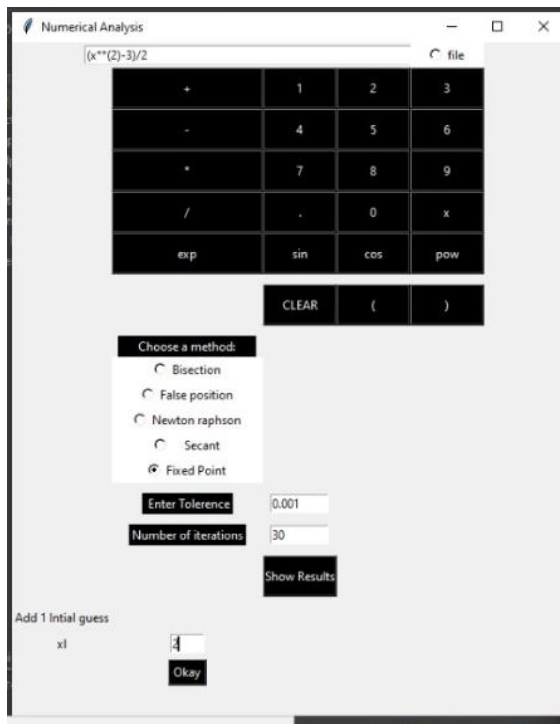 Numerical Analysis
(x**(2)-3)/2 file
+ 1 2 3
- 4 5 6
* 7 8 9
/ . 0 x
exp sin cos pow
CLEAR ( )
Choose a method:
Bisection
False position
Newton raphson
Secant
Fixed Point
Enter Tolerence 0.001
Number of iterations 30
Show Results
Add 1 Intial guess
xl 2
Okay